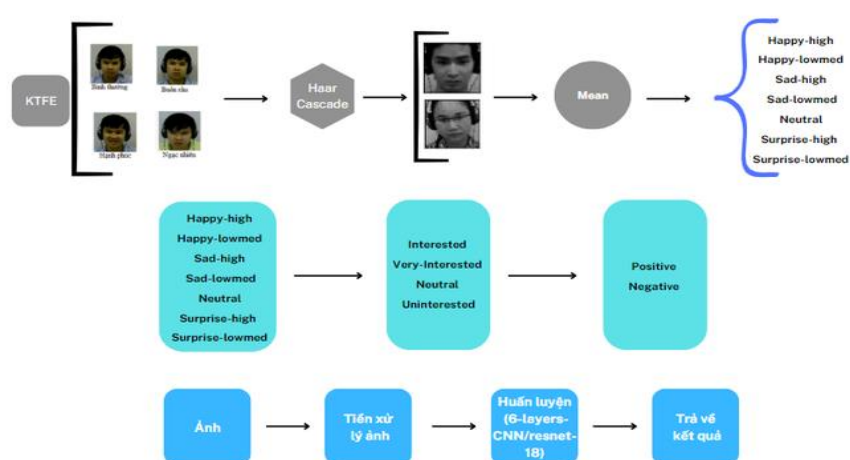 KTFE
Bình thường
Buồn rầu
Hạnh phúc
Ngạc nhiên
Haar
Cascade
Mean
Happy-high
Happy-lowmed
Sad-high
Sad-lowmed
Neutral
Surprise-high
Surprise-lowmed
Happy-high
Happy-lowmed
Sad-high
Sad-lowmed
Neutral
Surprise-high
Surprise-lowmed
Interested
Very-Interested
Neutral
Uninterested
Positive
Negative
Ảnh
Tiền xử
lý ảnh
Huấn luyện
(6-layers-
CNN/resnet-
18)
Trả về
kết quả